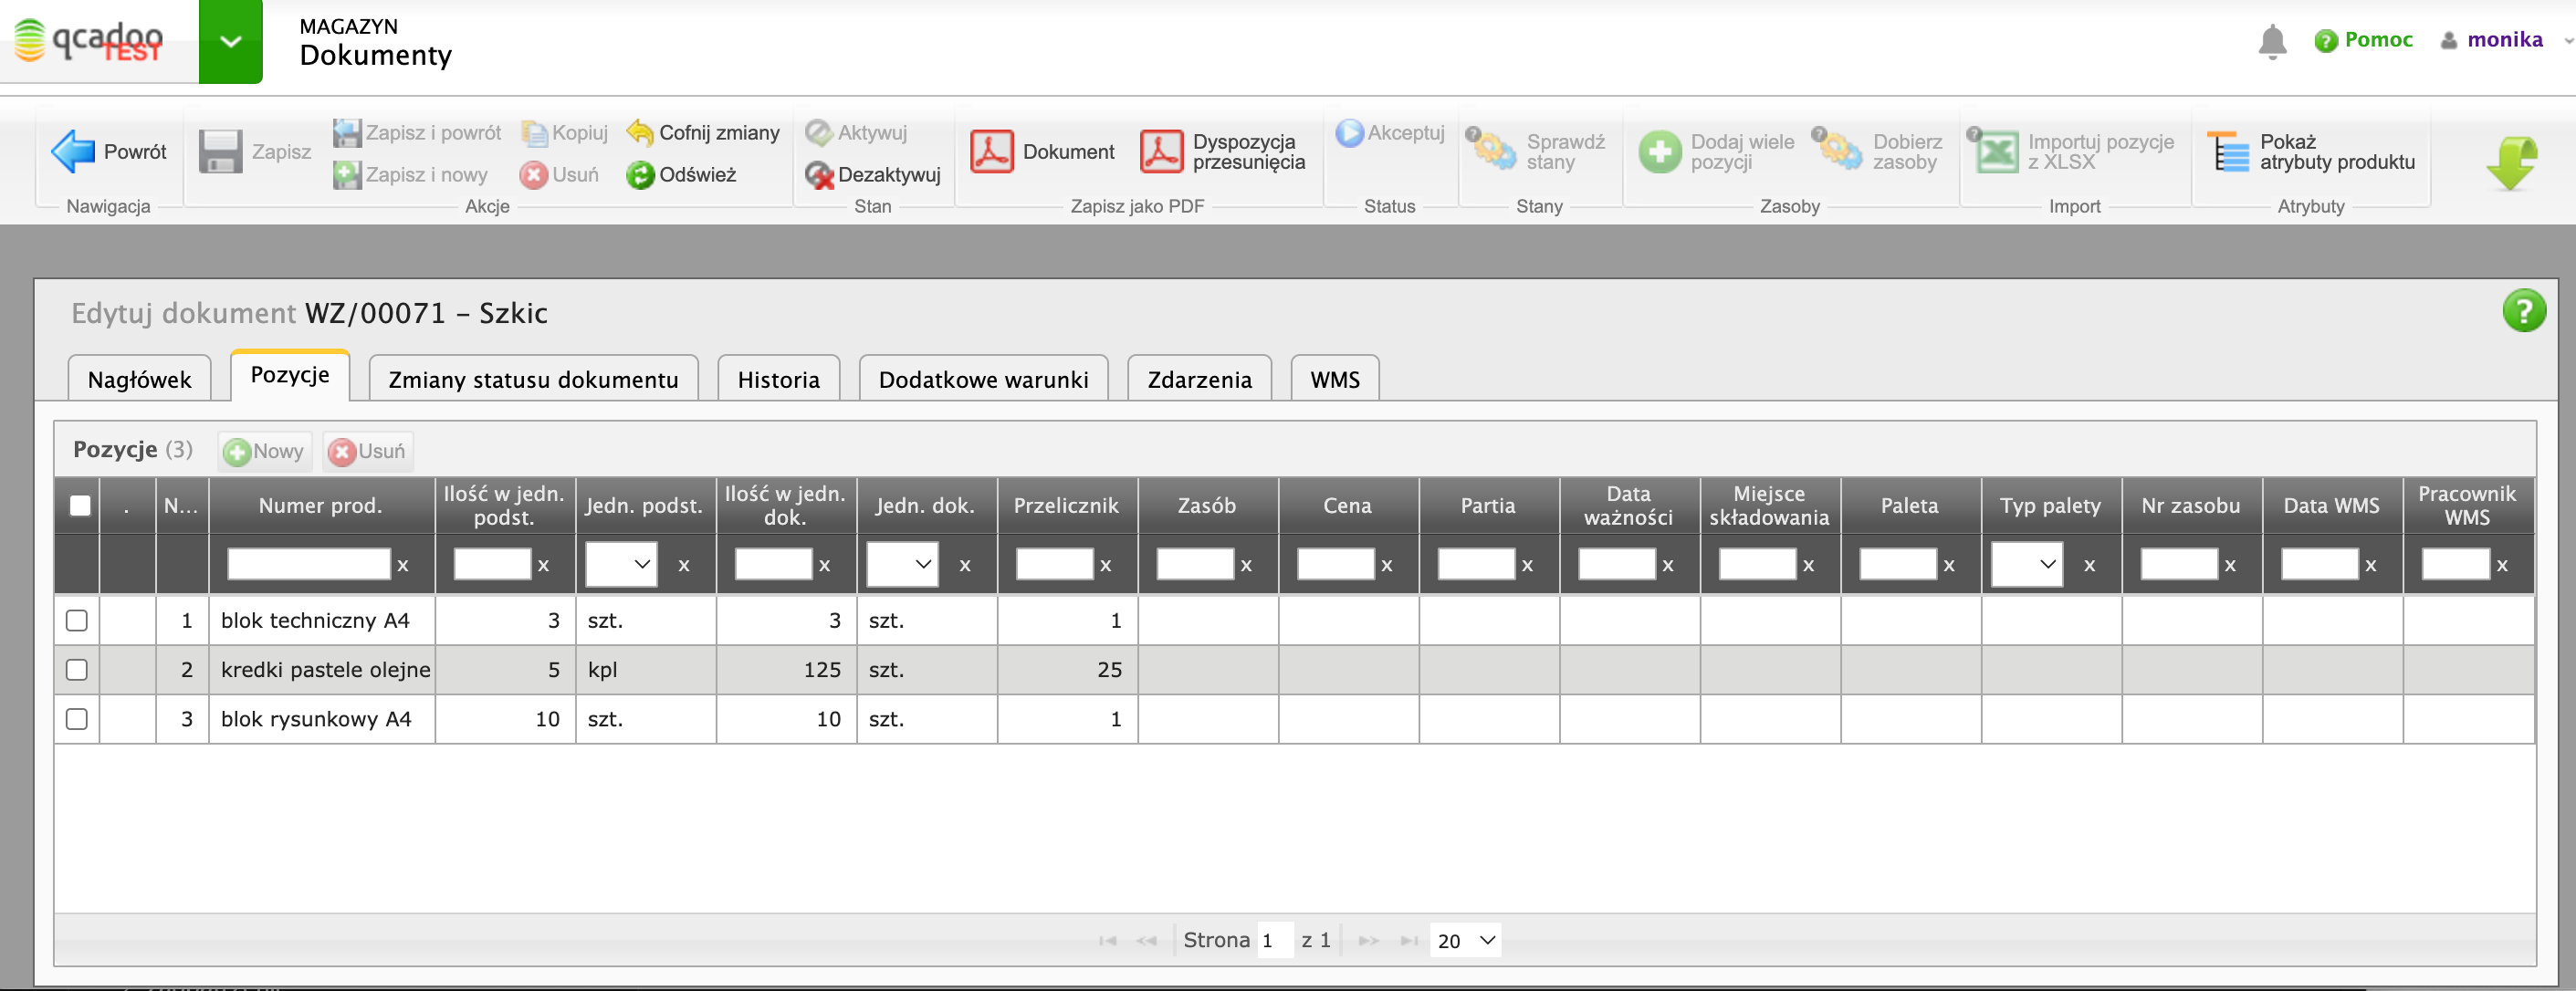 qcadoo
TEST
MAGAZYN
Dokumenty
Pomoc
monika
Powrót
Nawigacja
Zapisz
Zapisz i powrót
Kopiuj
Cofnij zmiany
Zapisz i nowy
Usuń
Odśwież
Akcje
Aktywuj
Dezaktywuj
Stan
Dokument
Dyspozycja
przesunięcia
Zapisz jako PDF
Akceptuj
Status
Sprawdź
stany
Stany
Dodaj wiele
pozycji
Dobierz
zasoby
Zasoby
Importuj pozycje
z XLSX
Import
Pokaż
atrybuty produktu
Atrybuty
Edytuj dokument WZ/00071 – Szkic
Nagłówek Pozycje Zmiany statusu dokumentu Historia Dodatkowe warunki Zdarzenia WMS
Pozycje (3) Nowy Usuń
. N... Numer prod. Ilość w jedn. podst. Jedn. podst. Ilość w jedn. dok. Jedn. dok. Przelicznik Zasób Cena Partia Data ważności Miejsce składowania Paleta Typ palety Nr zasobu Data WMS Pracownik WMS
x x x x x x x x x x x x x x x x
1 blok techniczny A4 3 szt. 3 szt. 1
2 kredki pastele olejne 5 kpl 125 szt. 25
3 blok rysunkowy A4 10 szt. 10 szt. 1
Strona 1 z 1 20